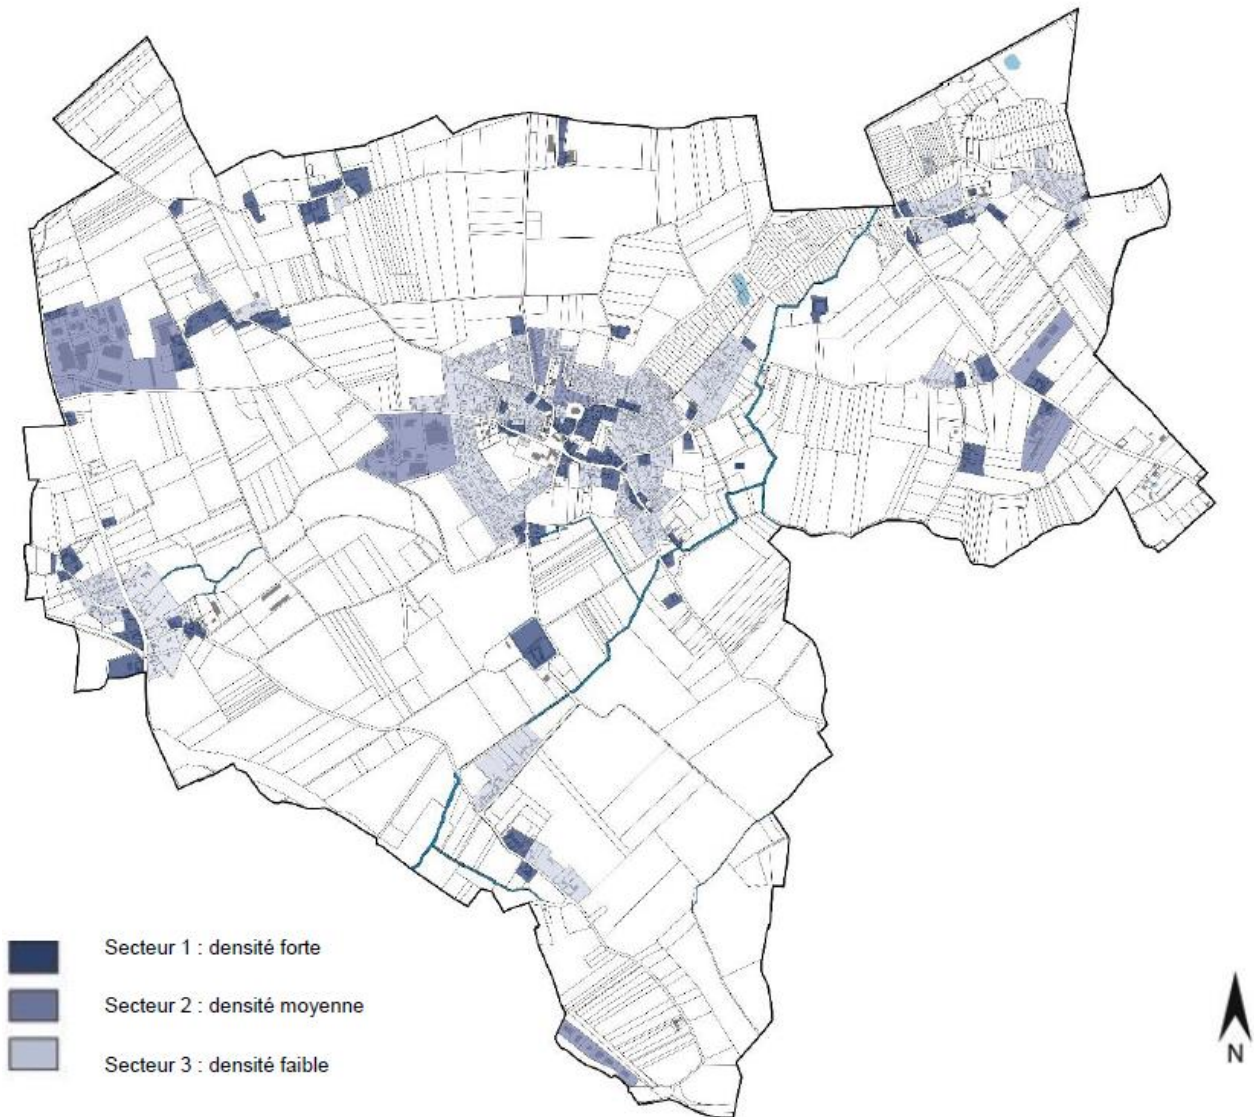 Secteur 1 : densité forte
Secteur 2 : densité moyenne
Secteur 3 : densité faible
N